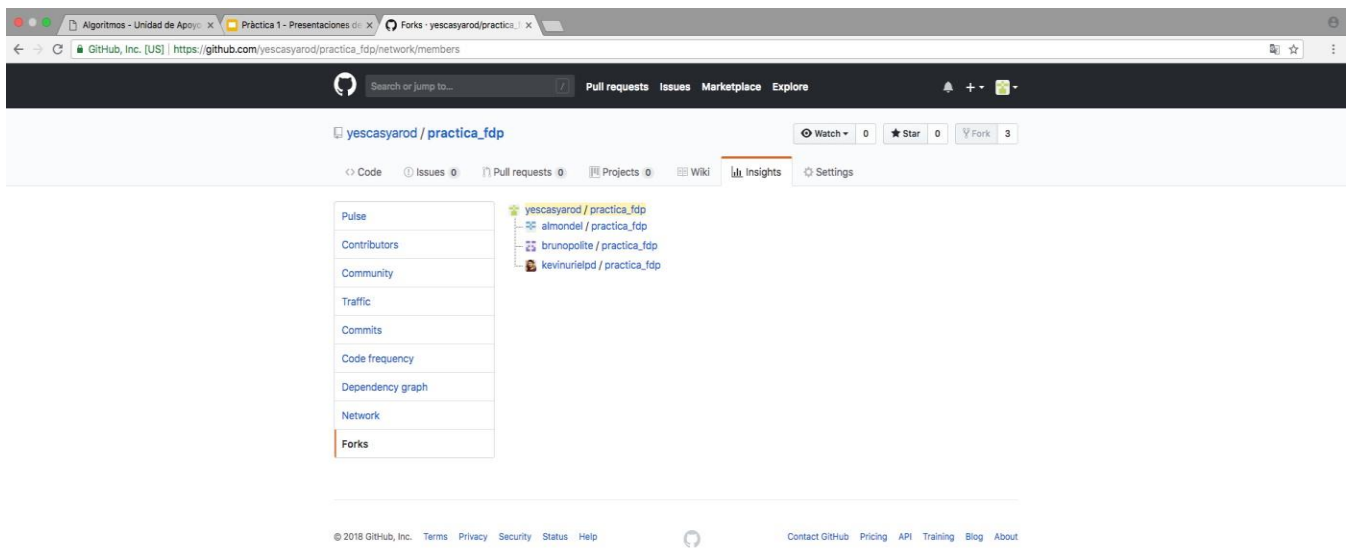 Algoritmos - Unidad de Apoyo
Pràctica 1 - Presentaciones de
Forks · yescasyarod/practica_f
GitHub, Inc. [US] | https://github.com/yescasyarod/practica_fdp/network/members
Search or jump to... / Pull requests Issues Marketplace Explore
yescasyarod / practica_fdp Watch 0 Star 0 Fork 3
Code Issues 0 Pull requests 0 Projects 0 Wiki Insights Settings
Pulse
Contributors
Community
Traffic
Commits
Code frequency
Dependency graph
Network
Forks
yescasyarod / practica_fdp
almondel / practica_fdp
brunopolite / practica_fdp
kevinurielpd / practica_fdp
© 2018 GitHub, Inc. Terms Privacy Security Status Help Contact GitHub Pricing API Training Blog About